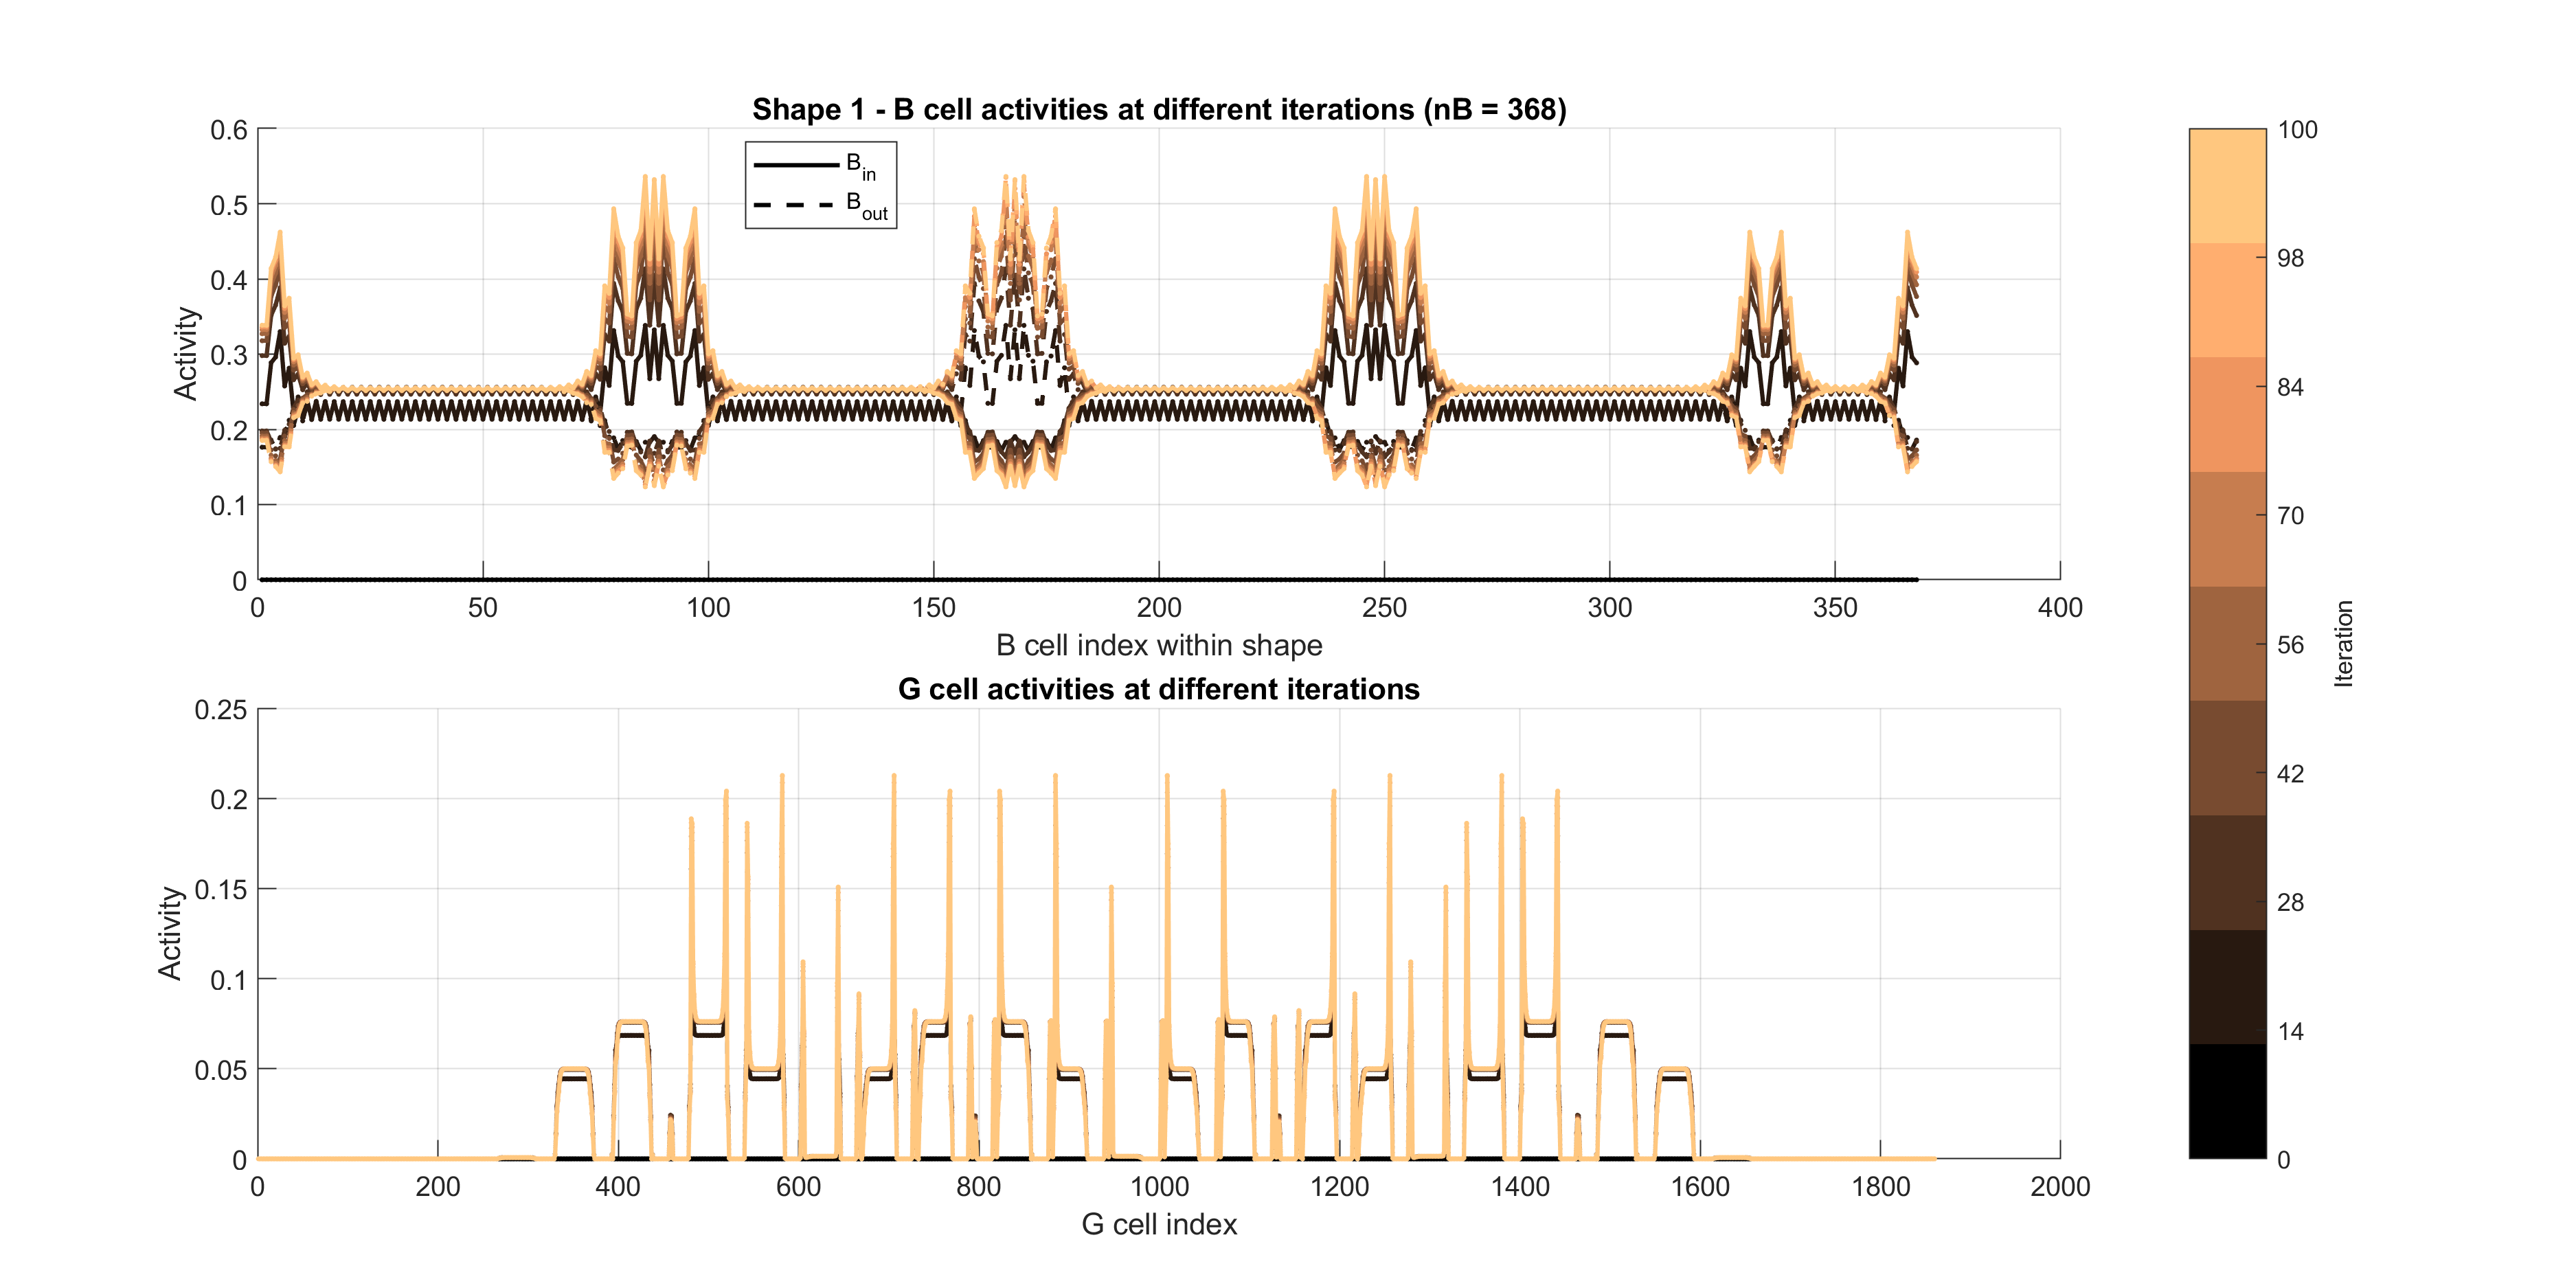 Shape 1 - B cell activities at different iterations (nB = 368)
B_in
B_out
0.6
0.5
0.4
0.3
0.2
0.1
0
Activity
0 50 100 150 200 250 300 350 400
B cell index within shape
G cell activities at different iterations
0.25
0.2
0.15
0.1
0.05
0
Activity
0 200 400 600 800 1000 1200 1400 1600 1800 2000
G cell index
100
98
84
70
56
42
28
14
0
Iteration